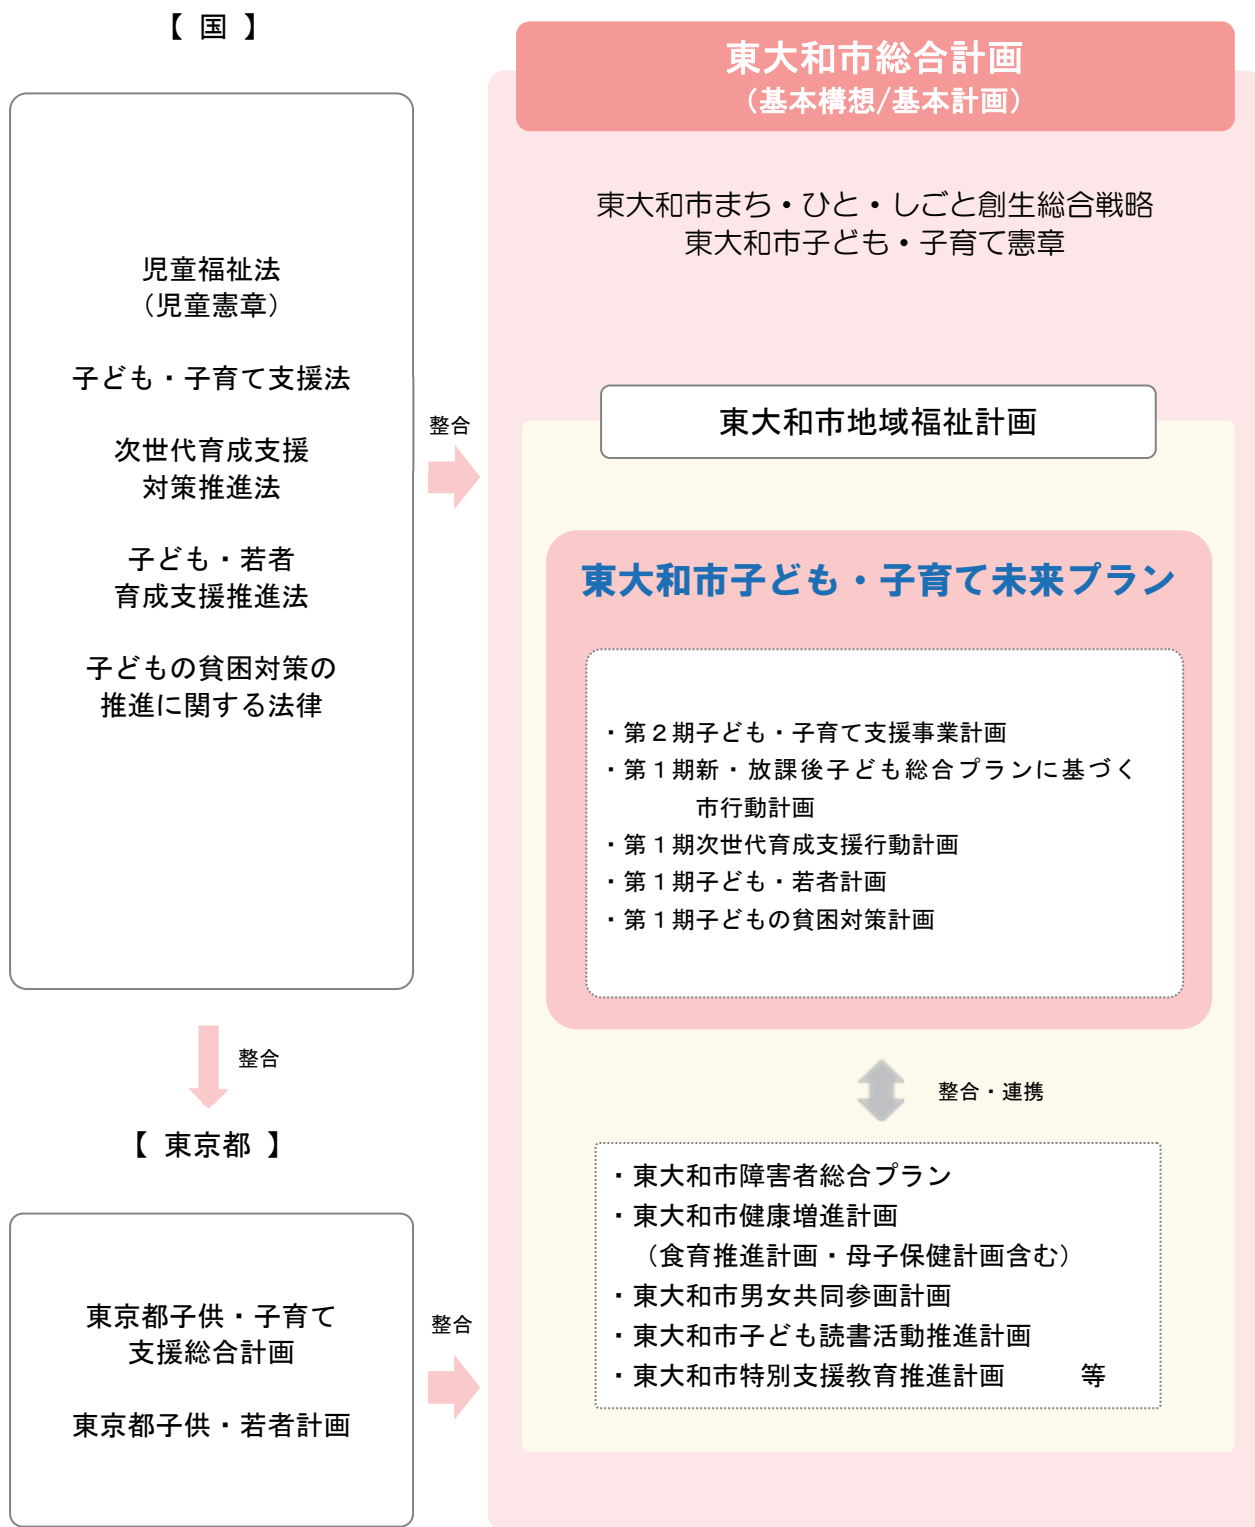 【 国 】
児童福祉法
（児童憲章）
子ども・子育て支援法
次世代育成支援
対策推進法
子ども・若者
育成支援推進法
子どもの貧困対策の
推進に関する法律
整合
【 東京都 】
東京都子供・子育て
支援総合計画
東京都子供・若者計画
整合
整合
東大和市総合計画
（基本構想/基本計画）
東大和市まち・ひと・しごと創生総合戦略
東大和市子ども・子育て憲章
東大和市地域福祉計画
東大和市子ども・子育て未来プラン
・第２期子ども・子育て支援事業計画
・第１期新・放課後子ども総合プランに基づく
市行動計画
・第１期次世代育成支援行動計画
・第１期子ども・若者計画
・第１期子どもの貧困対策計画
整合・連携
・東大和市障害者総合プラン
・東大和市健康増進計画
（食育推進計画・母子保健計画含む）
・東大和市男女共同参画計画
・東大和市子ども読書活動推進計画
・東大和市特別支援教育推進計画　　等